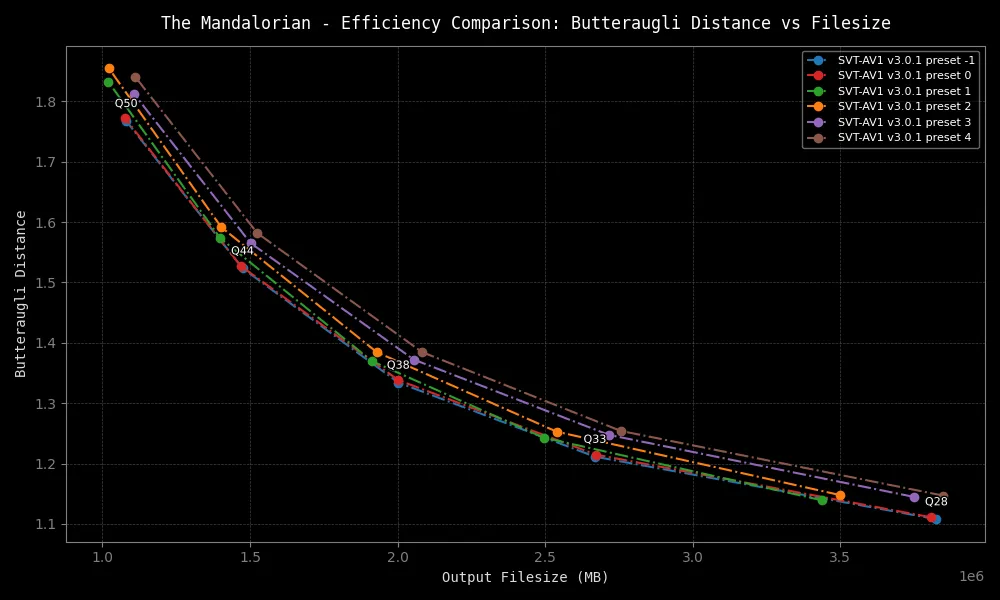 The Mandalorian - Efficiency Comparison: Butteraugli Distance vs Filesize
SVT-AV1 v3.0.1 preset -1
SVT-AV1 v3.0.1 preset 0
SVT-AV1 v3.0.1 preset 1
SVT-AV1 v3.0.1 preset 2
SVT-AV1 v3.0.1 preset 3
SVT-AV1 v3.0.1 preset 4
Butteraugli Distance
1.8
1.7
1.6
1.5
1.4
1.3
1.2
1.1
Q50
Q44
Q38
Q33
Q28
1.0
1.5
2.0
2.5
3.0
3.5
1e6
Output Filesize (MB)